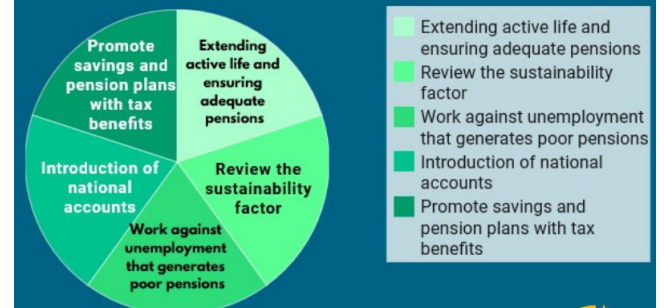 Promote
savings and
pension plans
with tax
benefits
Extending
active life and
ensuring
adequate
pensions
Introduction of
national
accounts
Review the
sustainability
factor
Work against
unemployment
that generates
poor pensions
Extending active life and
ensuring adequate pensions
Review the sustainability
factor
Work against unemployment
that generates poor pensions
Introduction of national
accounts
Promote savings and
pension plans with tax
benefits